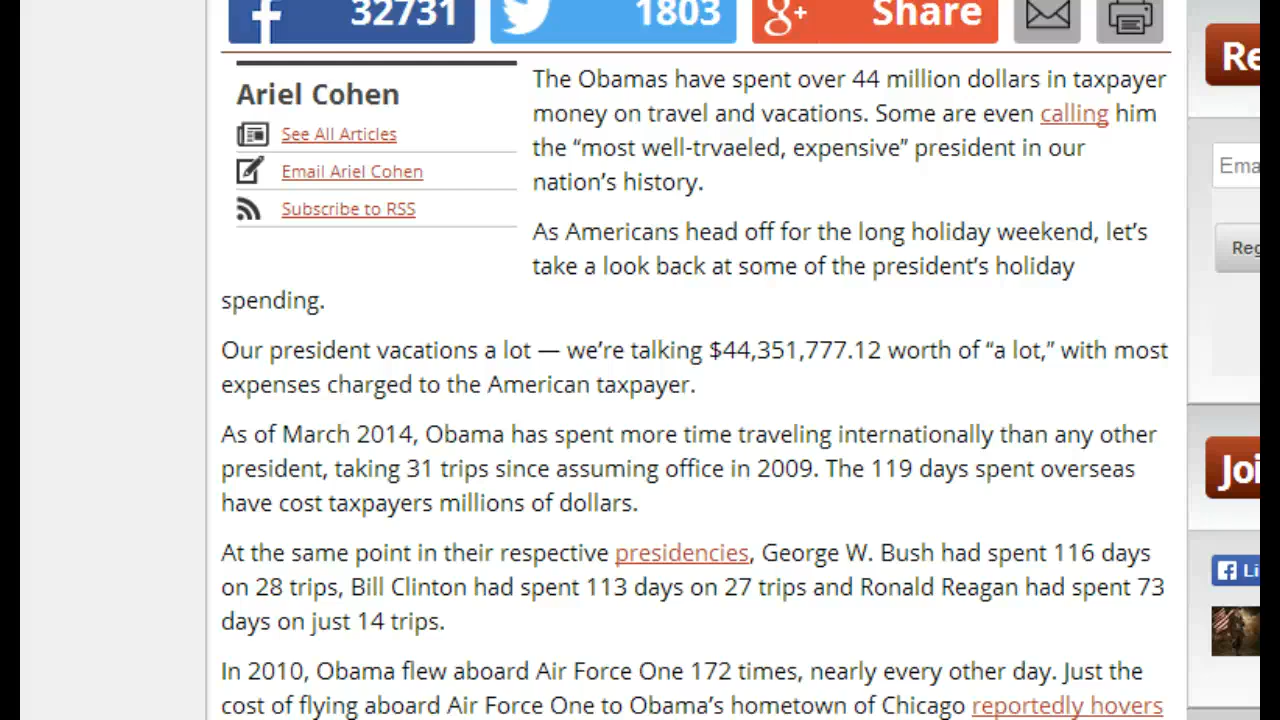 32731
1803
g+ Share
Re
Ariel Cohen
See All Articles
Email Ariel Cohen
Subscribe to RSS
The Obamas have spent over 44 million dollars in taxpayer
money on travel and vacations. Some are even calling him
the “most well-trvaeled, expensive” president in our
nation’s history.
As Americans head off for the long holiday weekend, let’s
take a look back at some of the president’s holiday
spending.
Our president vacations a lot — we’re talking $44,351,777.12 worth of “a lot,” with most
expenses charged to the American taxpayer.
As of March 2014, Obama has spent more time traveling internationally than any other
president, taking 31 trips since assuming office in 2009. The 119 days spent overseas
have cost taxpayers millions of dollars.
At the same point in their respective presidencies, George W. Bush had spent 116 days
on 28 trips, Bill Clinton had spent 113 days on 27 trips and Ronald Reagan had spent 73
days on just 14 trips.
In 2010, Obama flew aboard Air Force One 172 times, nearly every other day. Just the
cost of flying aboard Air Force One to Obama’s hometown of Chicago reportedly hovers
Ema
Reg
Joi
Li